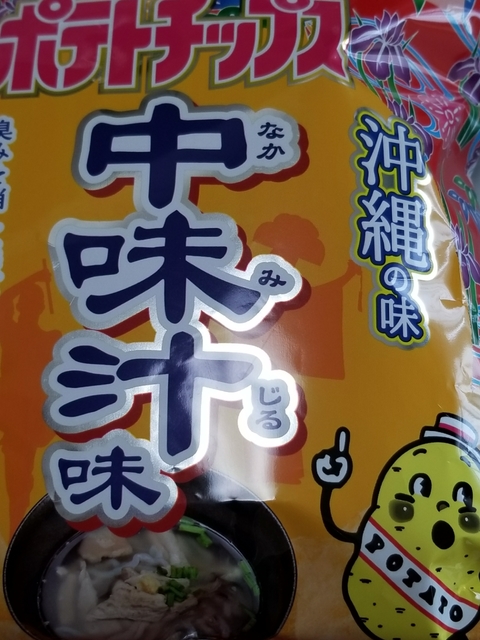 ポテトチップス
沖縄の味
中味汁味
なか
み
じる
POTATO